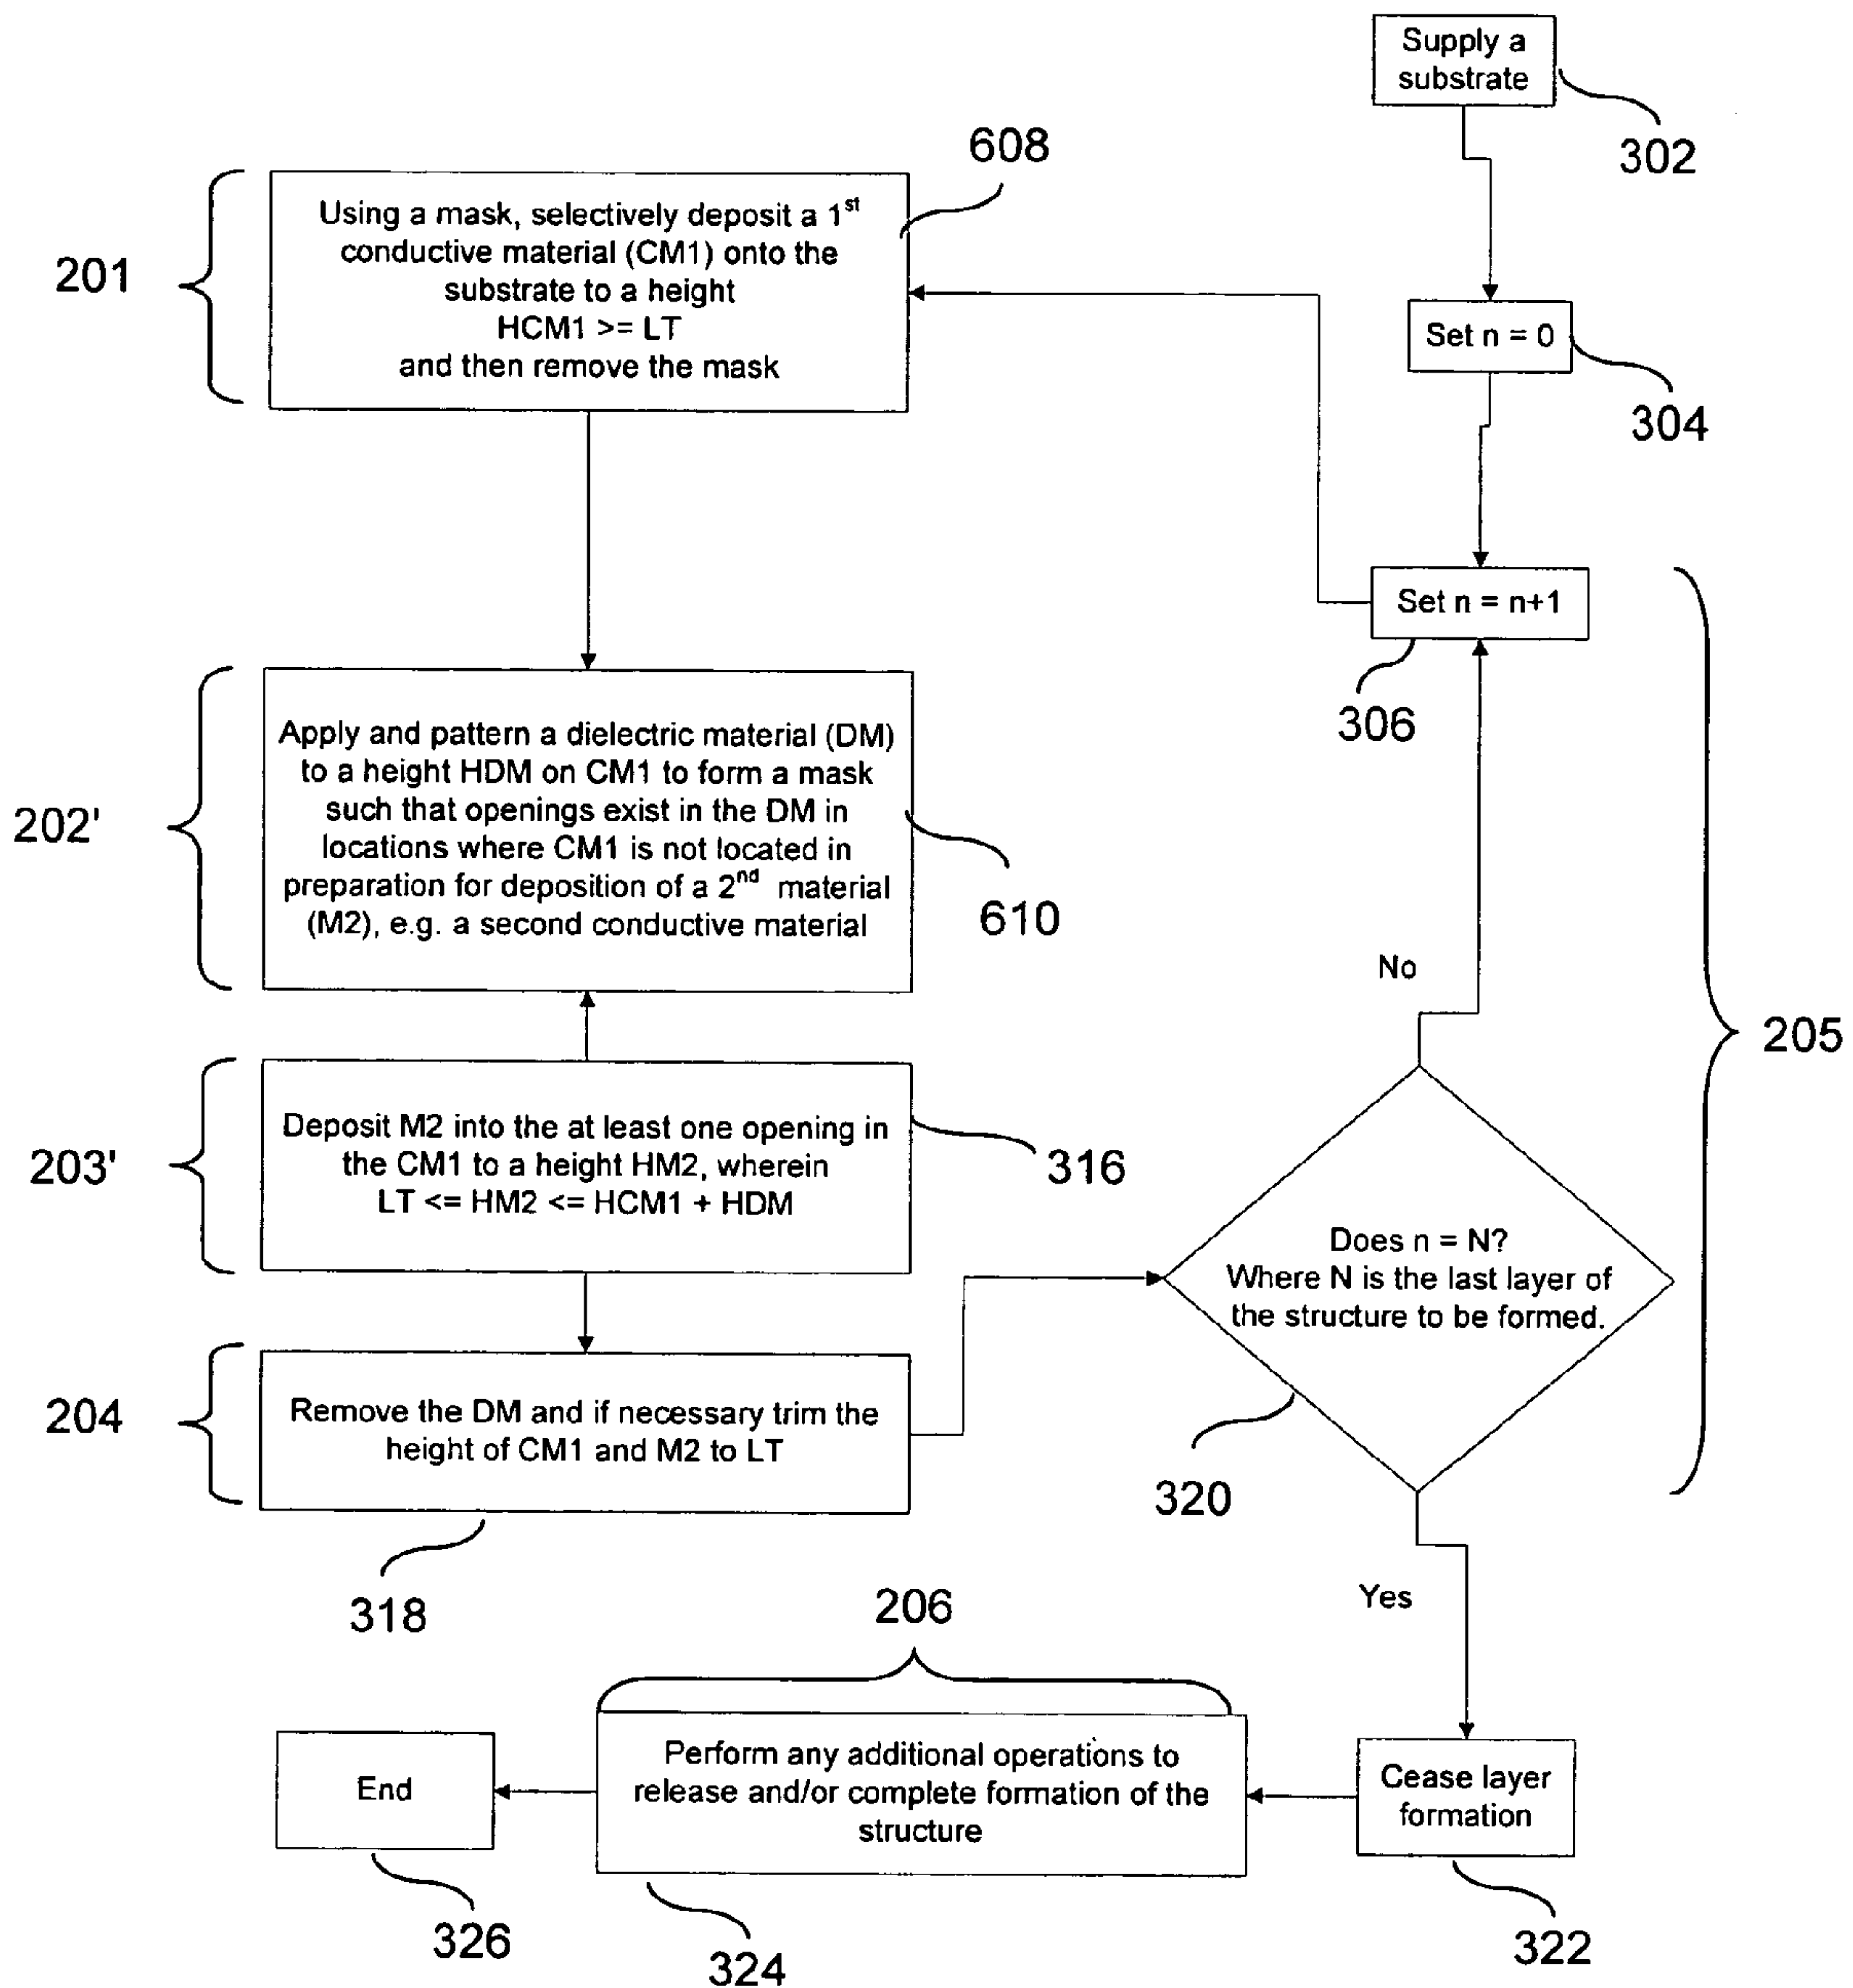 Supply a
substrate
302
Set n = 0
304
Set n = n+1
306
205
201
Using a mask, selectively deposit a 1st
conductive material (CM1) onto the
substrate to a height
HCM1 >= LT
and then remove the mask
608
202'
Apply and pattern a dielectric material (DM)
to a height HDM on CM1 to form a mask
such that openings exist in the DM in
locations where CM1 is not located in
preparation for deposition of a 2nd material
(M2), e.g. a second conductive material
610
203'
Deposit M2 into the at least one opening in
the CM1 to a height HM2, wherein
LT <= HM2 <= HCM1 + HDM
316
204
Remove the DM and if necessary trim the
height of CM1 and M2 to LT
318
No
Does n = N?
Where N is the last layer of
the structure to be formed.
320
Yes
Cease layer
formation
322
206
Perform any additional operations to
release and/or complete formation of the
structure
324
End
326